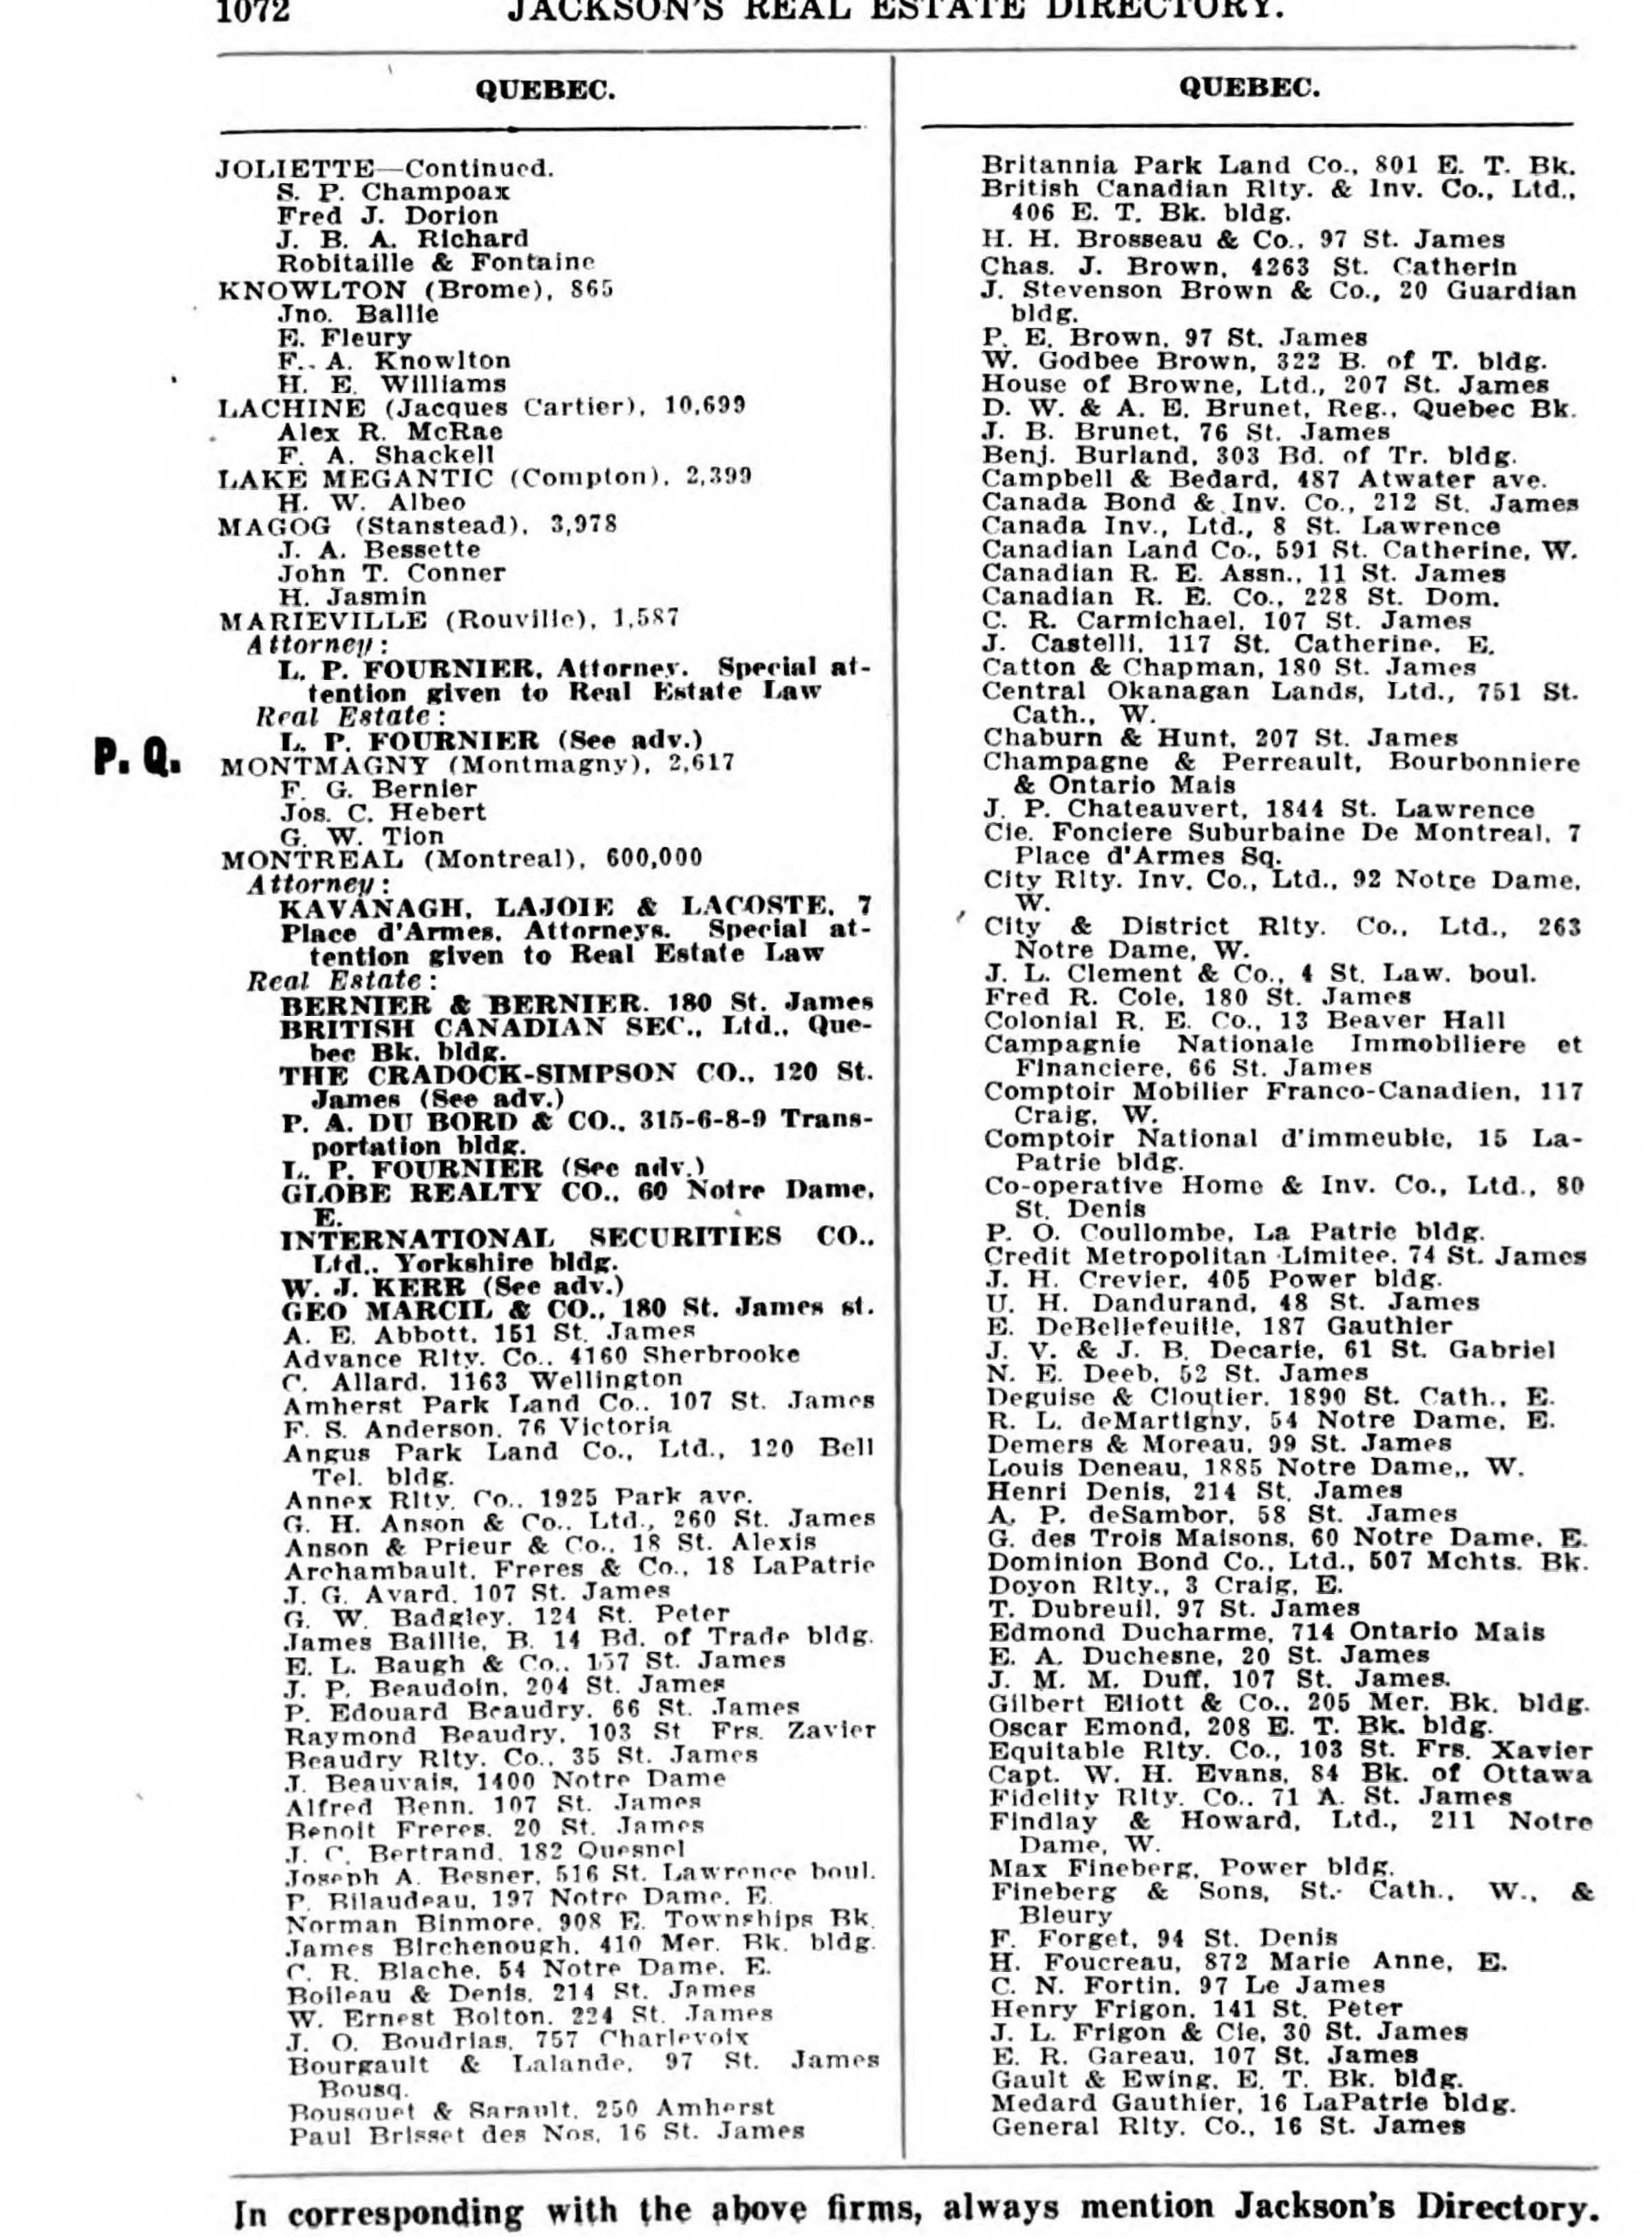 1072 JACKSON'S REAL ESTATE DIRECTORY.
QUEBEC.
JOLIETTE—Continued.
S. P. Champoax
Fred J. Dorion
J. B. A. Richard
Robitaille & Fontaine
KNOWLTON (Brome), 865
Jno. Ballie
E. Fleury
F. A. Knowlton
H. E. Williams
LACHINE (Jacques Cartier), 10,699
Alex R. McRae
F. A. Shackell
LAKE MEGANTIC (Compton), 2,399
H. W. Albeo
MAGOG (Stanstead), 3,978
J. A. Bessette
John T. Conner
H. Jasmin
MARIEVILLE (Rouville), 1,587
Attorney:
L. P. FOURNIER, Attorney. Special at-
tention given to Real Estate Law
Real Estate:
L. P. FOURNIER (See adv.)
P. Q.
MONTMAGNY (Montmagny), 2,617
F. G. Bernier
Jos. C. Hebert
G. W. Tion
MONTREAL (Montreal), 600,000
Attorney:
KAVANAGH, LAJOIE & LACOSTE, 7
Place d'Armes, Attorneys. Special at-
tention given to Real Estate Law
Real Estate:
BERNIER & BERNIER. 180 St. James
BRITISH CANADIAN SEC., Ltd., Que-
bec Bk. bldg.
THE CRADOCK-SIMPSON CO., 120 St.
James (See adv.)
P. A. DU BORD & CO., 315-6-8-9 Trans-
portation bldg.
L. P. FOURNIER (See adv.)
GLOBE REALTY CO., 60 Notre Dame,
E.
INTERNATIONAL SECURITIES CO.,
Ltd., Yorkshire bldg.
W. J. KERR (See adv.)
GEO MARCIL & CO., 180 St. James st.
A. E. Abbott, 151 St. James
Advance Rlty. Co., 4160 Sherbrooke
C. Allard, 1163 Wellington
Amherst Park Land Co., 107 St. James
F. S. Anderson, 76 Victoria
Angus Park Land Co., Ltd., 120 Bell
Tel. bldg.
Annex Rlty. Co., 1925 Park ave.
G. H. Anson & Co., Ltd., 260 St. James
Anson & Prieur & Co., 18 St. Alexis
Archambault, Freres & Co., 18 LaPatrie
J. G. Avard, 107 St. James
G. W. Badgley, 124 St. Peter
James Baillie, B. 14 Bd. of Trade bldg.
E. L. Baugh & Co., 157 St. James
J. P. Beaudoin, 204 St. James
P. Edouard Beaudry, 66 St. James
Raymond Beaudry, 103 St Frs. Zavier
Beaudry Rlty. Co., 35 St. James
J. Beauvais, 1400 Notre Dame
Alfred Benn, 107 St. James
Benoit Freres, 20 St. James
J. C. Bertrand, 182 Quesnel
Joseph A. Besner, 516 St. Lawrence boul.
P. Bilaudeau, 197 Notre Dame, E.
Norman Binmore, 908 E. Townships Bk.
James Birchenough, 410 Mer. Bk. bldg.
C. R. Blache, 54 Notre Dame, E.
Boileau & Denis, 214 St. James
W. Ernest Bolton, 224 St. James
J. O. Boudrias, 757 Charlevoix
Bourgault & Lalande, 97 St. James
Bousq.
Bousquet & Sarault, 250 Amherst
Paul Brisset des Nos, 16 St. James
QUEBEC.
Britannia Park Land Co., 801 E. T. Bk.
British Canadian Rlty. & Inv. Co., Ltd.,
406 E. T. Bk. bldg.
H. H. Brosseau & Co., 97 St. James
Chas. J. Brown, 4263 St. Catherin
J. Stevenson Brown & Co., 20 Guardian
bldg.
P. E. Brown, 97 St. James
W. Godbee Brown, 322 B. of T. bldg.
House of Browne, Ltd., 207 St. James
D. W. & A. E. Brunet, Reg., Quebec Bk.
J. B. Brunet, 76 St. James
Benj. Burland, 303 Bd. of Tr. bldg.
Campbell & Bedard, 487 Atwater ave.
Canada Bond & Inv. Co., 212 St. James
Canada Inv., Ltd., 8 St. Lawrence
Canadian Land Co., 591 St. Catherine, W.
Canadian R. E. Assn., 11 St. James
Canadian R. E. Co., 228 St. Dom.
C. R. Carmichael, 107 St. James
J. Castelli, 117 St. Catherine, E.
Catton & Chapman, 180 St. James
Central Okanagan Lands, Ltd., 751 St.
Cath., W.
Chaburn & Hunt, 207 St. James
Champagne & Perreault, Bourbonniere
& Ontario Mais
J. P. Chateauvert, 1844 St. Lawrence
Cie. Fonciere Suburbaine De Montreal, 7
Place d'Armes Sq.
City Rlty. Inv. Co., Ltd., 92 Notre Dame,
W.
City & District Rlty. Co., Ltd., 263
Notre Dame, W.
J. L. Clement & Co., 4 St. Law. boul.
Fred R. Cole, 180 St. James
Colonial R. E. Co., 13 Beaver Hall
Campagnie Nationale Immobiliere et
Financiere, 66 St. James
Comptoir Mobilier Franco-Canadien, 117
Craig, W.
Comptoir National d'immeuble, 15 La-
Patrie bldg.
Co-operative Home & Inv. Co., Ltd., 80
St. Denis
P. O. Coullombe, La Patrie bldg.
Credit Metropolitan Limitee, 74 St. James
J. H. Crevier, 405 Power bldg.
U. H. Dandurand, 48 St. James
E. DeBellefeuille, 187 Gauthier
J. V. & J. B. Decarie, 61 St. Gabriel
N. E. Deeb, 52 St. James
Deguise & Cloutier, 1890 St. Cath., E.
R. L. deMartigny, 54 Notre Dame, E.
Demers & Moreau, 99 St. James
Louis Deneau, 1885 Notre Dame,, W.
Henri Denis, 214 St. James
A. P. deSambor, 58 St. James
G. des Trois Maisons, 60 Notre Dame, E.
Dominion Bond Co., Ltd., 507 Mchts. Bk.
Doyon Rlty., 3 Craig, E.
T. Dubreuil, 97 St. James
Edmond Ducharme, 714 Ontario Mais
E. A. Duchesne, 20 St. James
J. M. M. Duff, 107 St. James.
Gilbert Eliott & Co., 205 Mer. Bk. bldg.
Oscar Emond, 208 E. T. Bk. bldg.
Equitable Rlty. Co., 103 St. Frs. Xavier
Capt. W. H. Evans, 84 Bk. of Ottawa
Fidelity Rlty. Co., 71 A. St. James
Findlay & Howard, Ltd., 211 Notre
Dame, W.
Max Fineberg, Power bldg.
Fineberg & Sons, St. Cath., W., &
Bleury
F. Forget, 94 St. Denis
H. Foucreau, 872 Marie Anne, E.
C. N. Fortin, 97 Le James
Henry Frigon, 141 St. Peter
J. L. Frigon & Cie, 30 St. James
E. R. Gareau, 107 St. James
Gault & Ewing, E. T. Bk. bldg.
Medard Gauthier, 16 LaPatrie bldg.
General Rlty. Co., 16 St. James
In corresponding with the above firms, always mention Jackson's Directory.